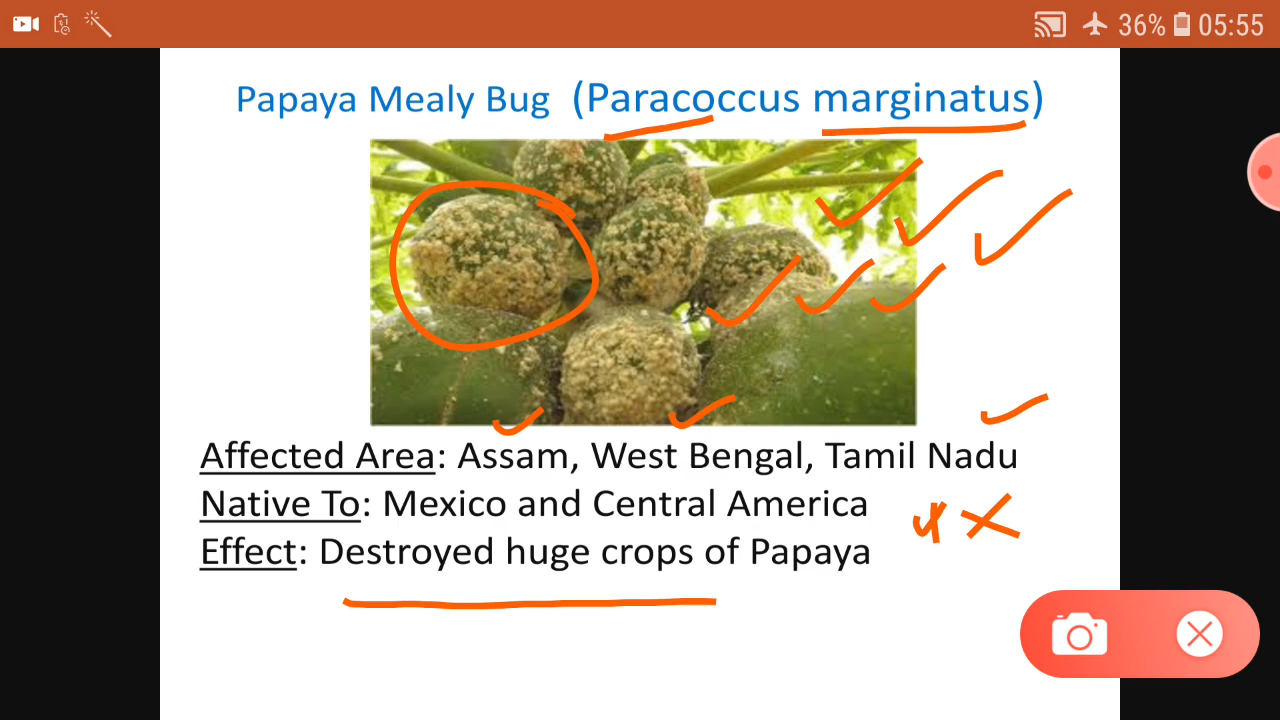 36% 05:55
Papaya Mealy Bug (Paracoccus marginatus)
Affected Area: Assam, West Bengal, Tamil Nadu
Native To: Mexico and Central America
Effect: Destroyed huge crops of Papaya